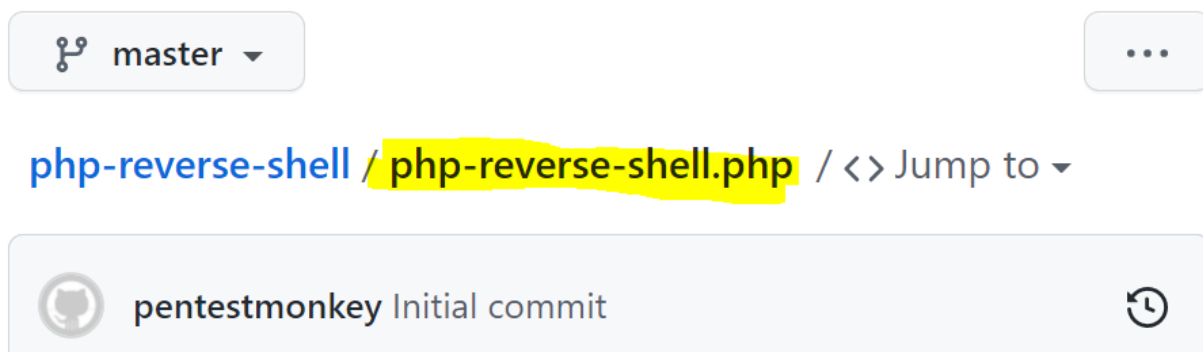 master
php-reverse-shell / php-reverse-shell.php / <> Jump to
pentestmonkey Initial commit